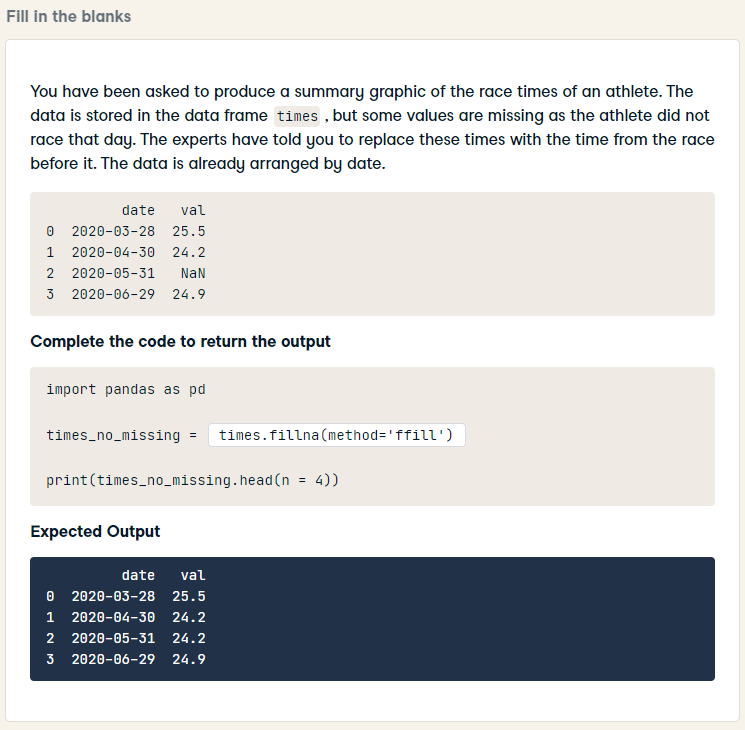 Fill in the blanks
You have been asked to produce a summary graphic of the race times of an athlete. The
data is stored in the data frame times , but some values are missing as the athlete did not
race that day. The experts have told you to replace these times with the time from the race
before it. The data is already arranged by date.
date val
0 2020-03-28 25.5
1 2020-04-30 24.2
2 2020-05-31 NaN
3 2020-06-29 24.9
Complete the code to return the output
import pandas as pd
times_no_missing = times.fillna(method='ffill')
print(times_no_missing.head(n = 4))
Expected Output
date val
0 2020-03-28 25.5
1 2020-04-30 24.2
2 2020-05-31 24.2
3 2020-06-29 24.9